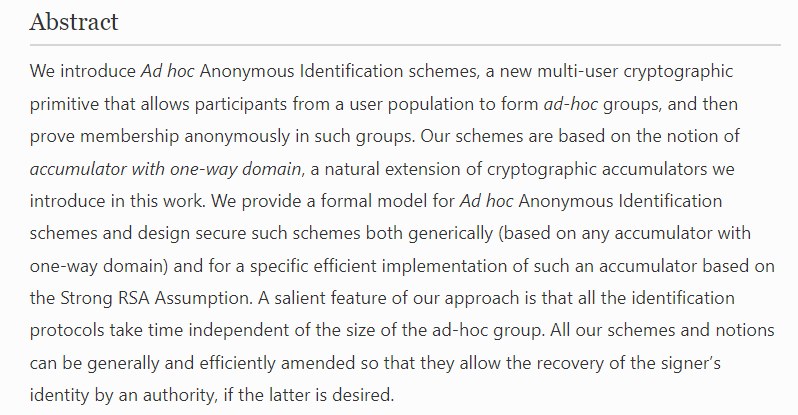 Abstract
We introduce Ad hoc Anonymous Identification schemes, a new multi-user cryptographic
primitive that allows participants from a user population to form ad-hoc groups, and then
prove membership anonymously in such groups. Our schemes are based on the notion of
accumulator with one-way domain, a natural extension of cryptographic accumulators we
introduce in this work. We provide a formal model for Ad hoc Anonymous Identification
schemes and design secure such schemes both generically (based on any accumulator with
one-way domain) and for a specific efficient implementation of such an accumulator based on
the Strong RSA Assumption. A salient feature of our approach is that all the identification
protocols take time independent of the size of the ad-hoc group. All our schemes and notions
can be generally and efficiently amended so that they allow the recovery of the signer’s
identity by an authority, if the latter is desired.